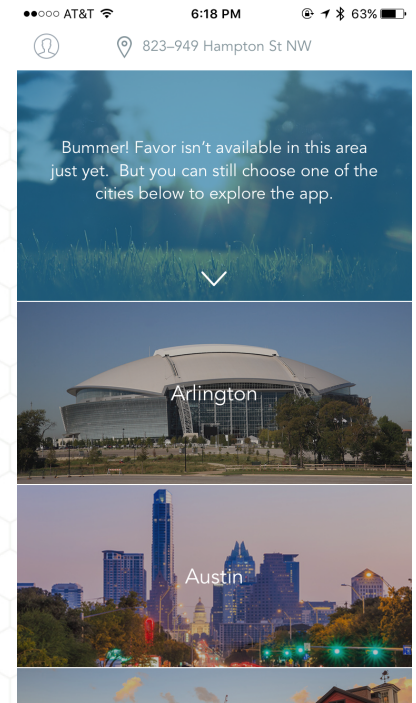 AT&T 6:18 PM 63%
823–949 Hampton St NW
Bummer! Favor isn't available in this area
just yet.  But you can still choose one of the
cities below to explore the app.
Arlington
Austin